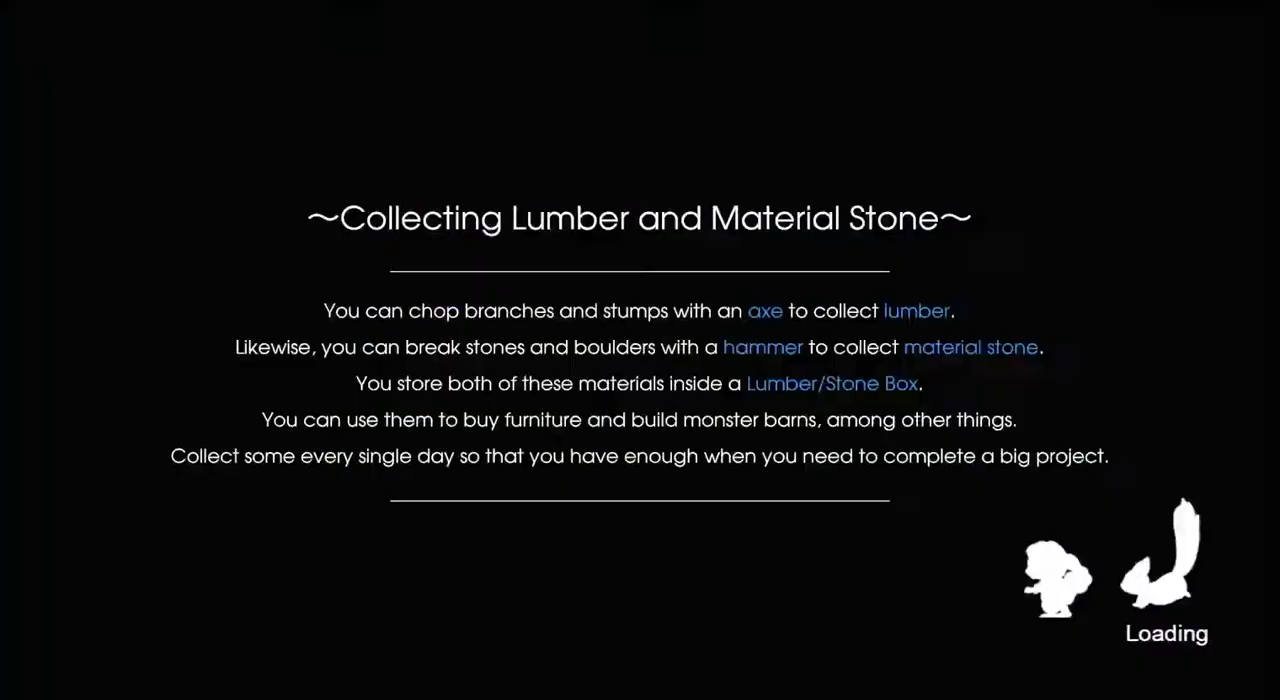 ～Collecting Lumber and Material Stone～
You can chop branches and stumps with an axe to collect lumber.
Likewise, you can break stones and boulders with a hammer to collect material stone.
You store both of these materials inside a Lumber/Stone Box.
You can use them to buy furniture and build monster barns, among other things.
Collect some every single day so that you have enough when you need to complete a big project.
Loading